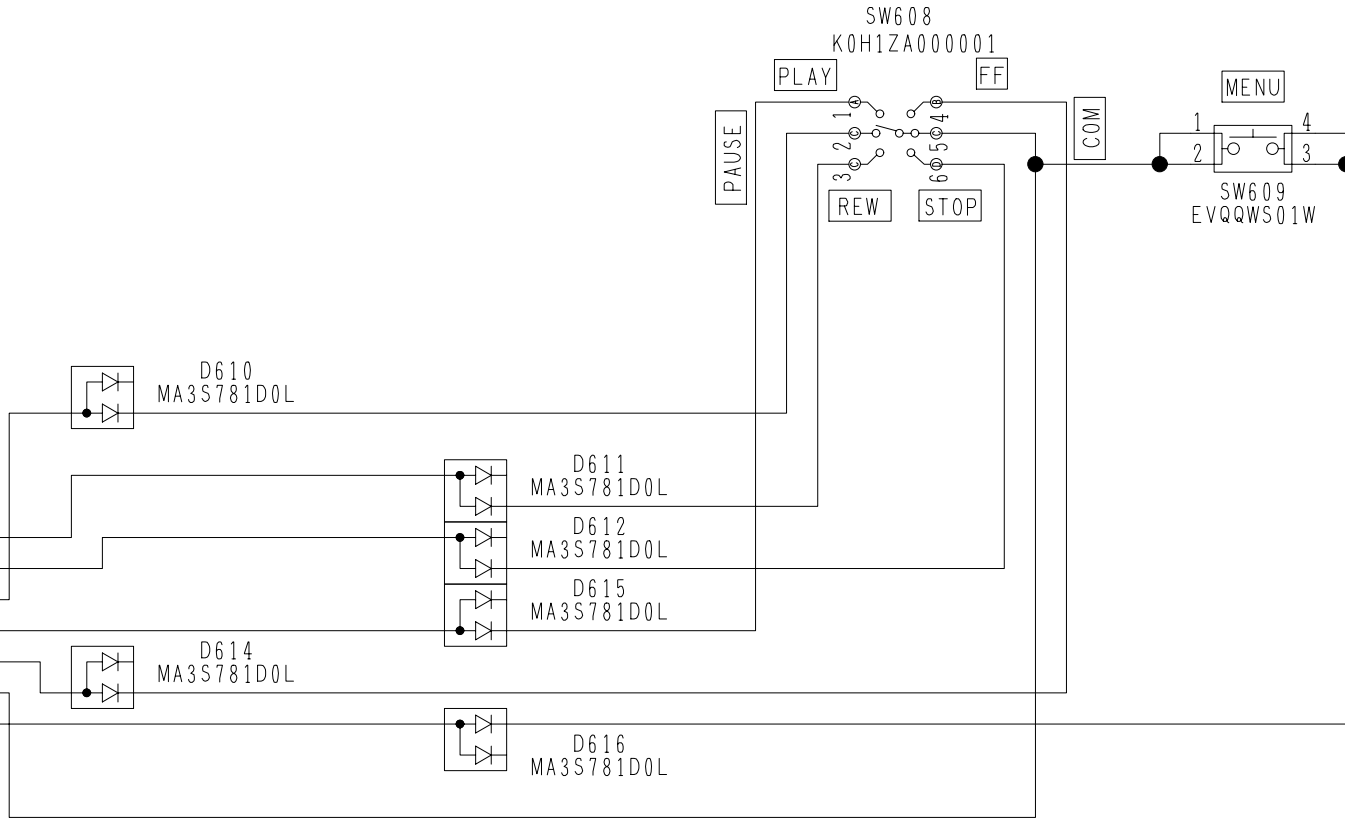 SW608
K0H1ZA000001
PLAY
FF
MENU
PAUSE
COM
A
B
1
4
C
C
2
5
C
D
3
6
REW
STOP
1
4
2
3
SW609
EVQQWS01W
D610
MA3S781D0L
D611
MA3S781D0L
D612
MA3S781D0L
D615
MA3S781D0L
D614
MA3S781D0L
D616
MA3S781D0L